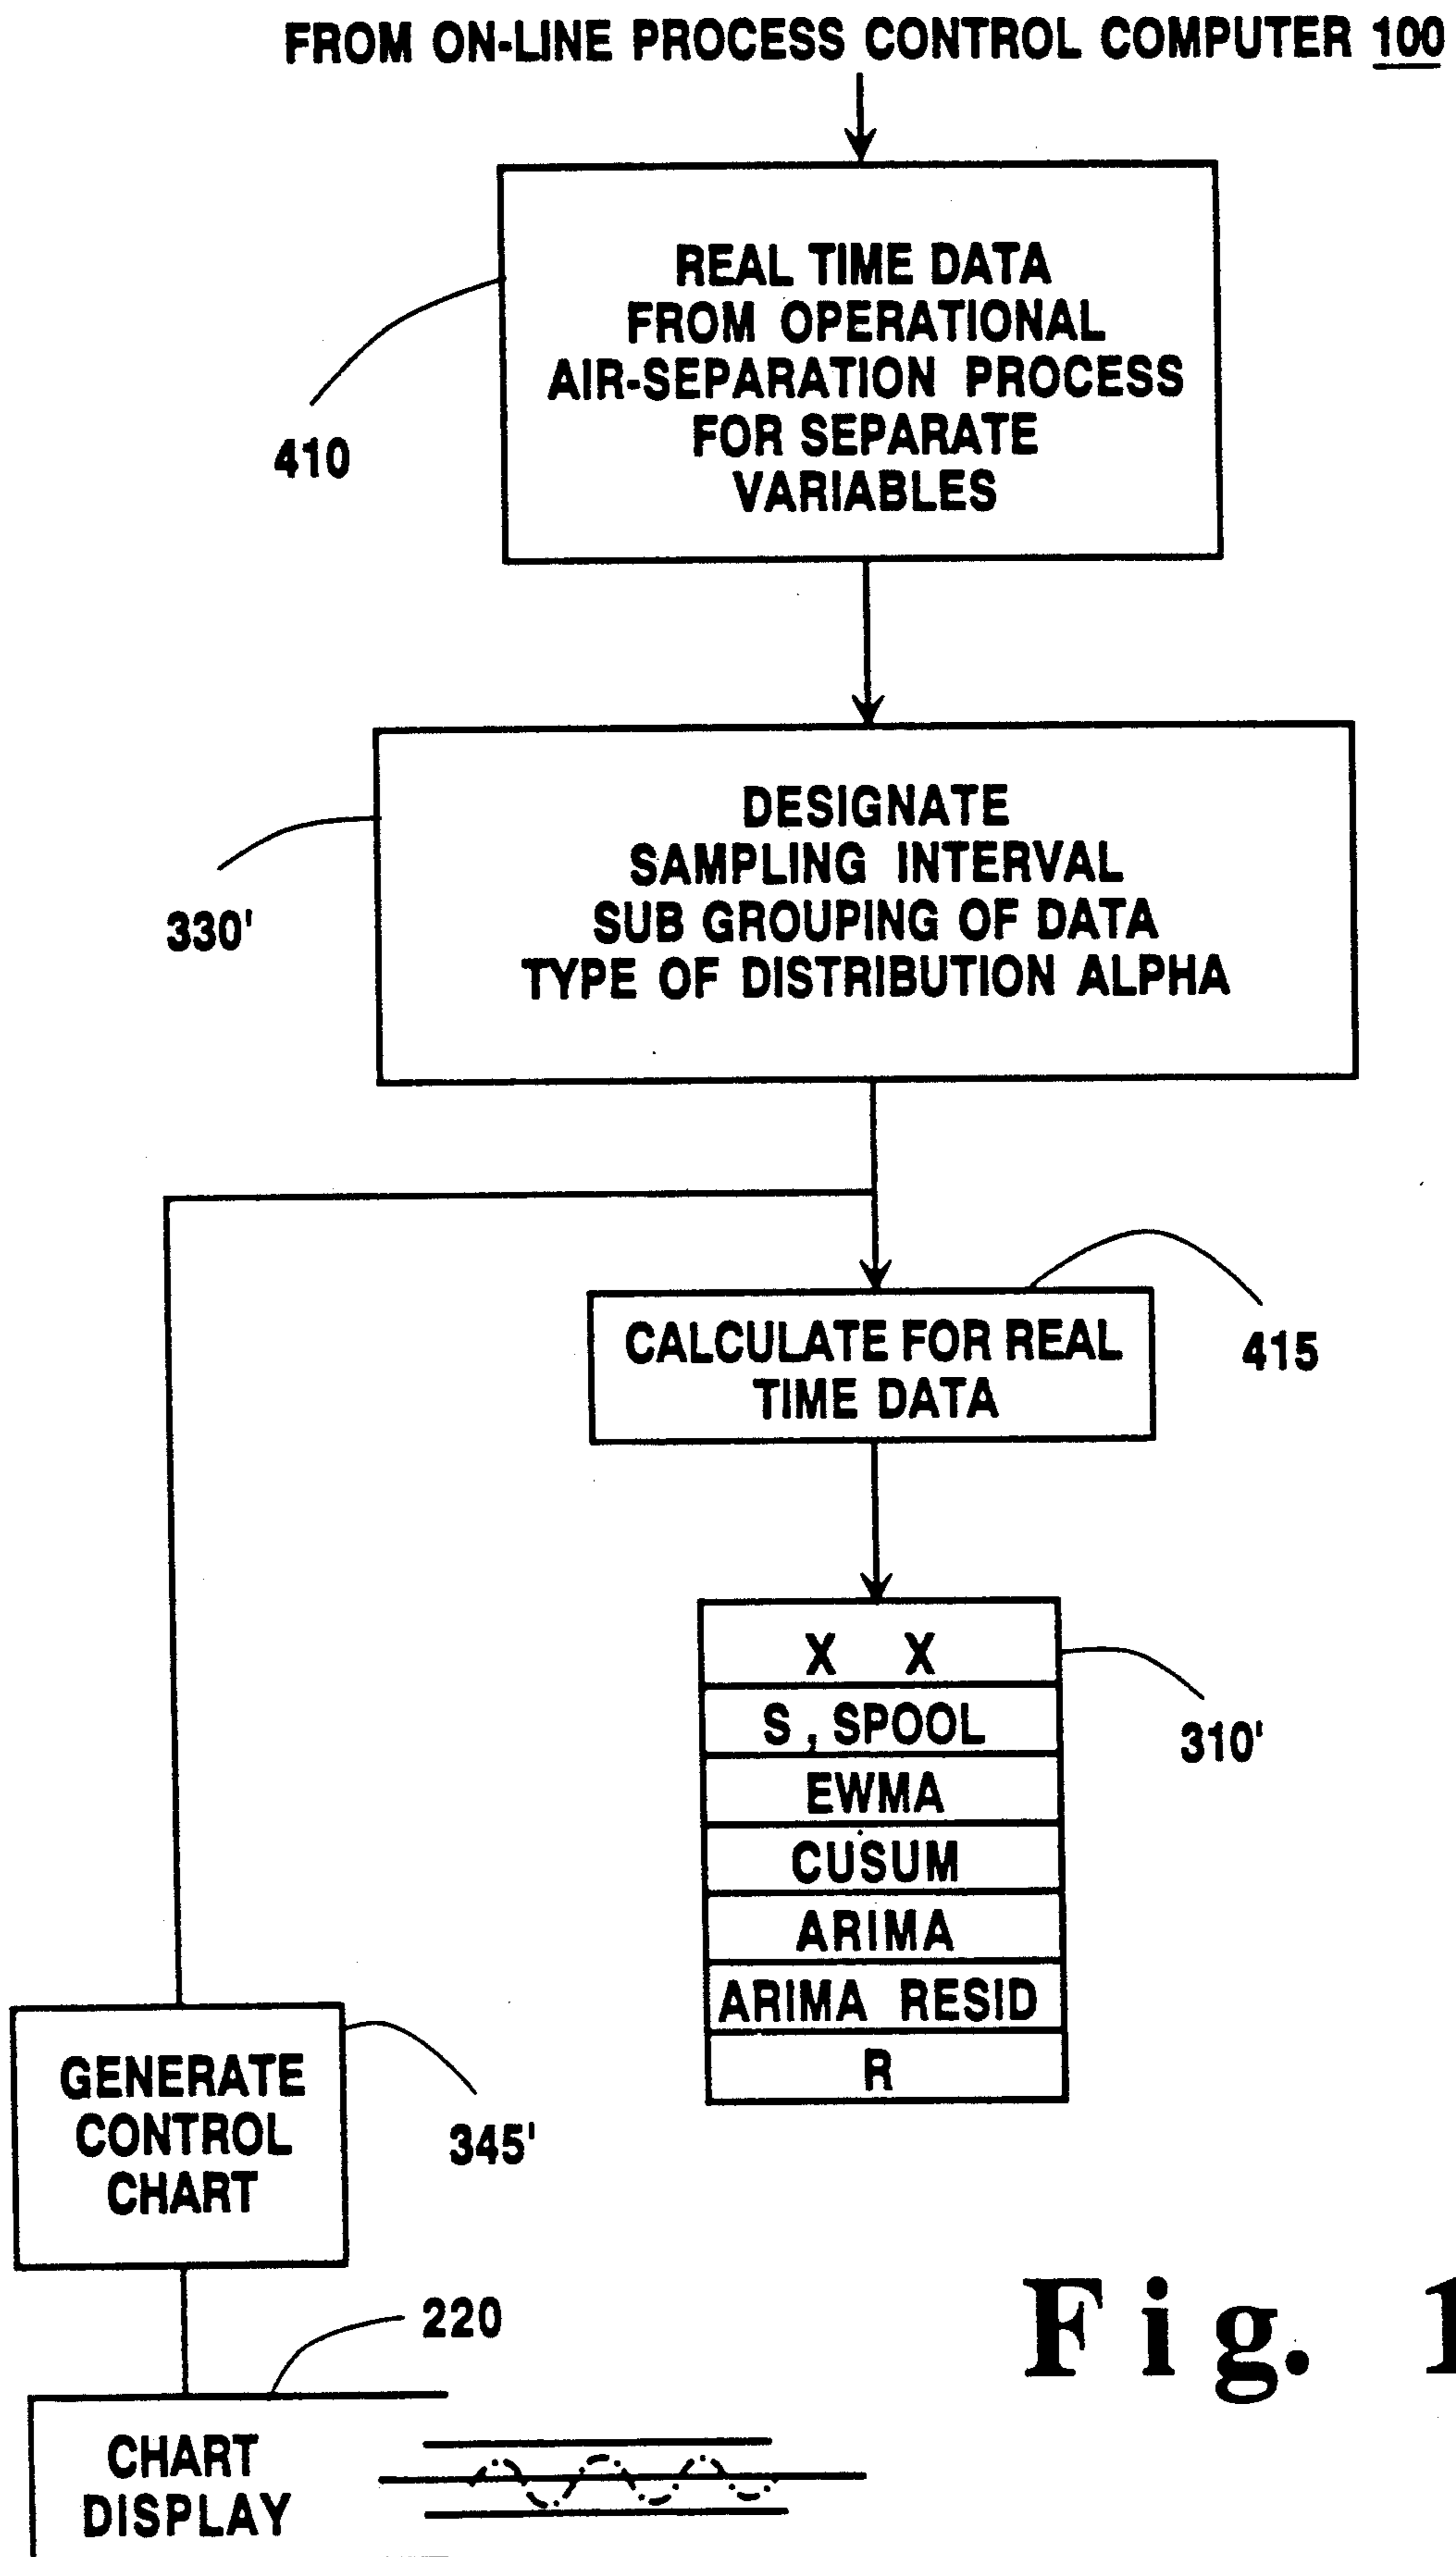 FROM ON-LINE PROCESS CONTROL COMPUTER 100
REAL TIME DATA
FROM OPERATIONAL
AIR-SEPARATION PROCESS
FOR SEPARATE
VARIABLES
410
DESIGNATE
SAMPLING INTERVAL
SUB GROUPING OF DATA
TYPE OF DISTRIBUTION ALPHA
330'
CALCULATE FOR REAL
TIME DATA
415
X X
S , SPOOL
EWMA
CUSUM
ARIMA
ARIMA RESID
R
310'
GENERATE
CONTROL
CHART
345'
220
CHART
DISPLAY
Fig.